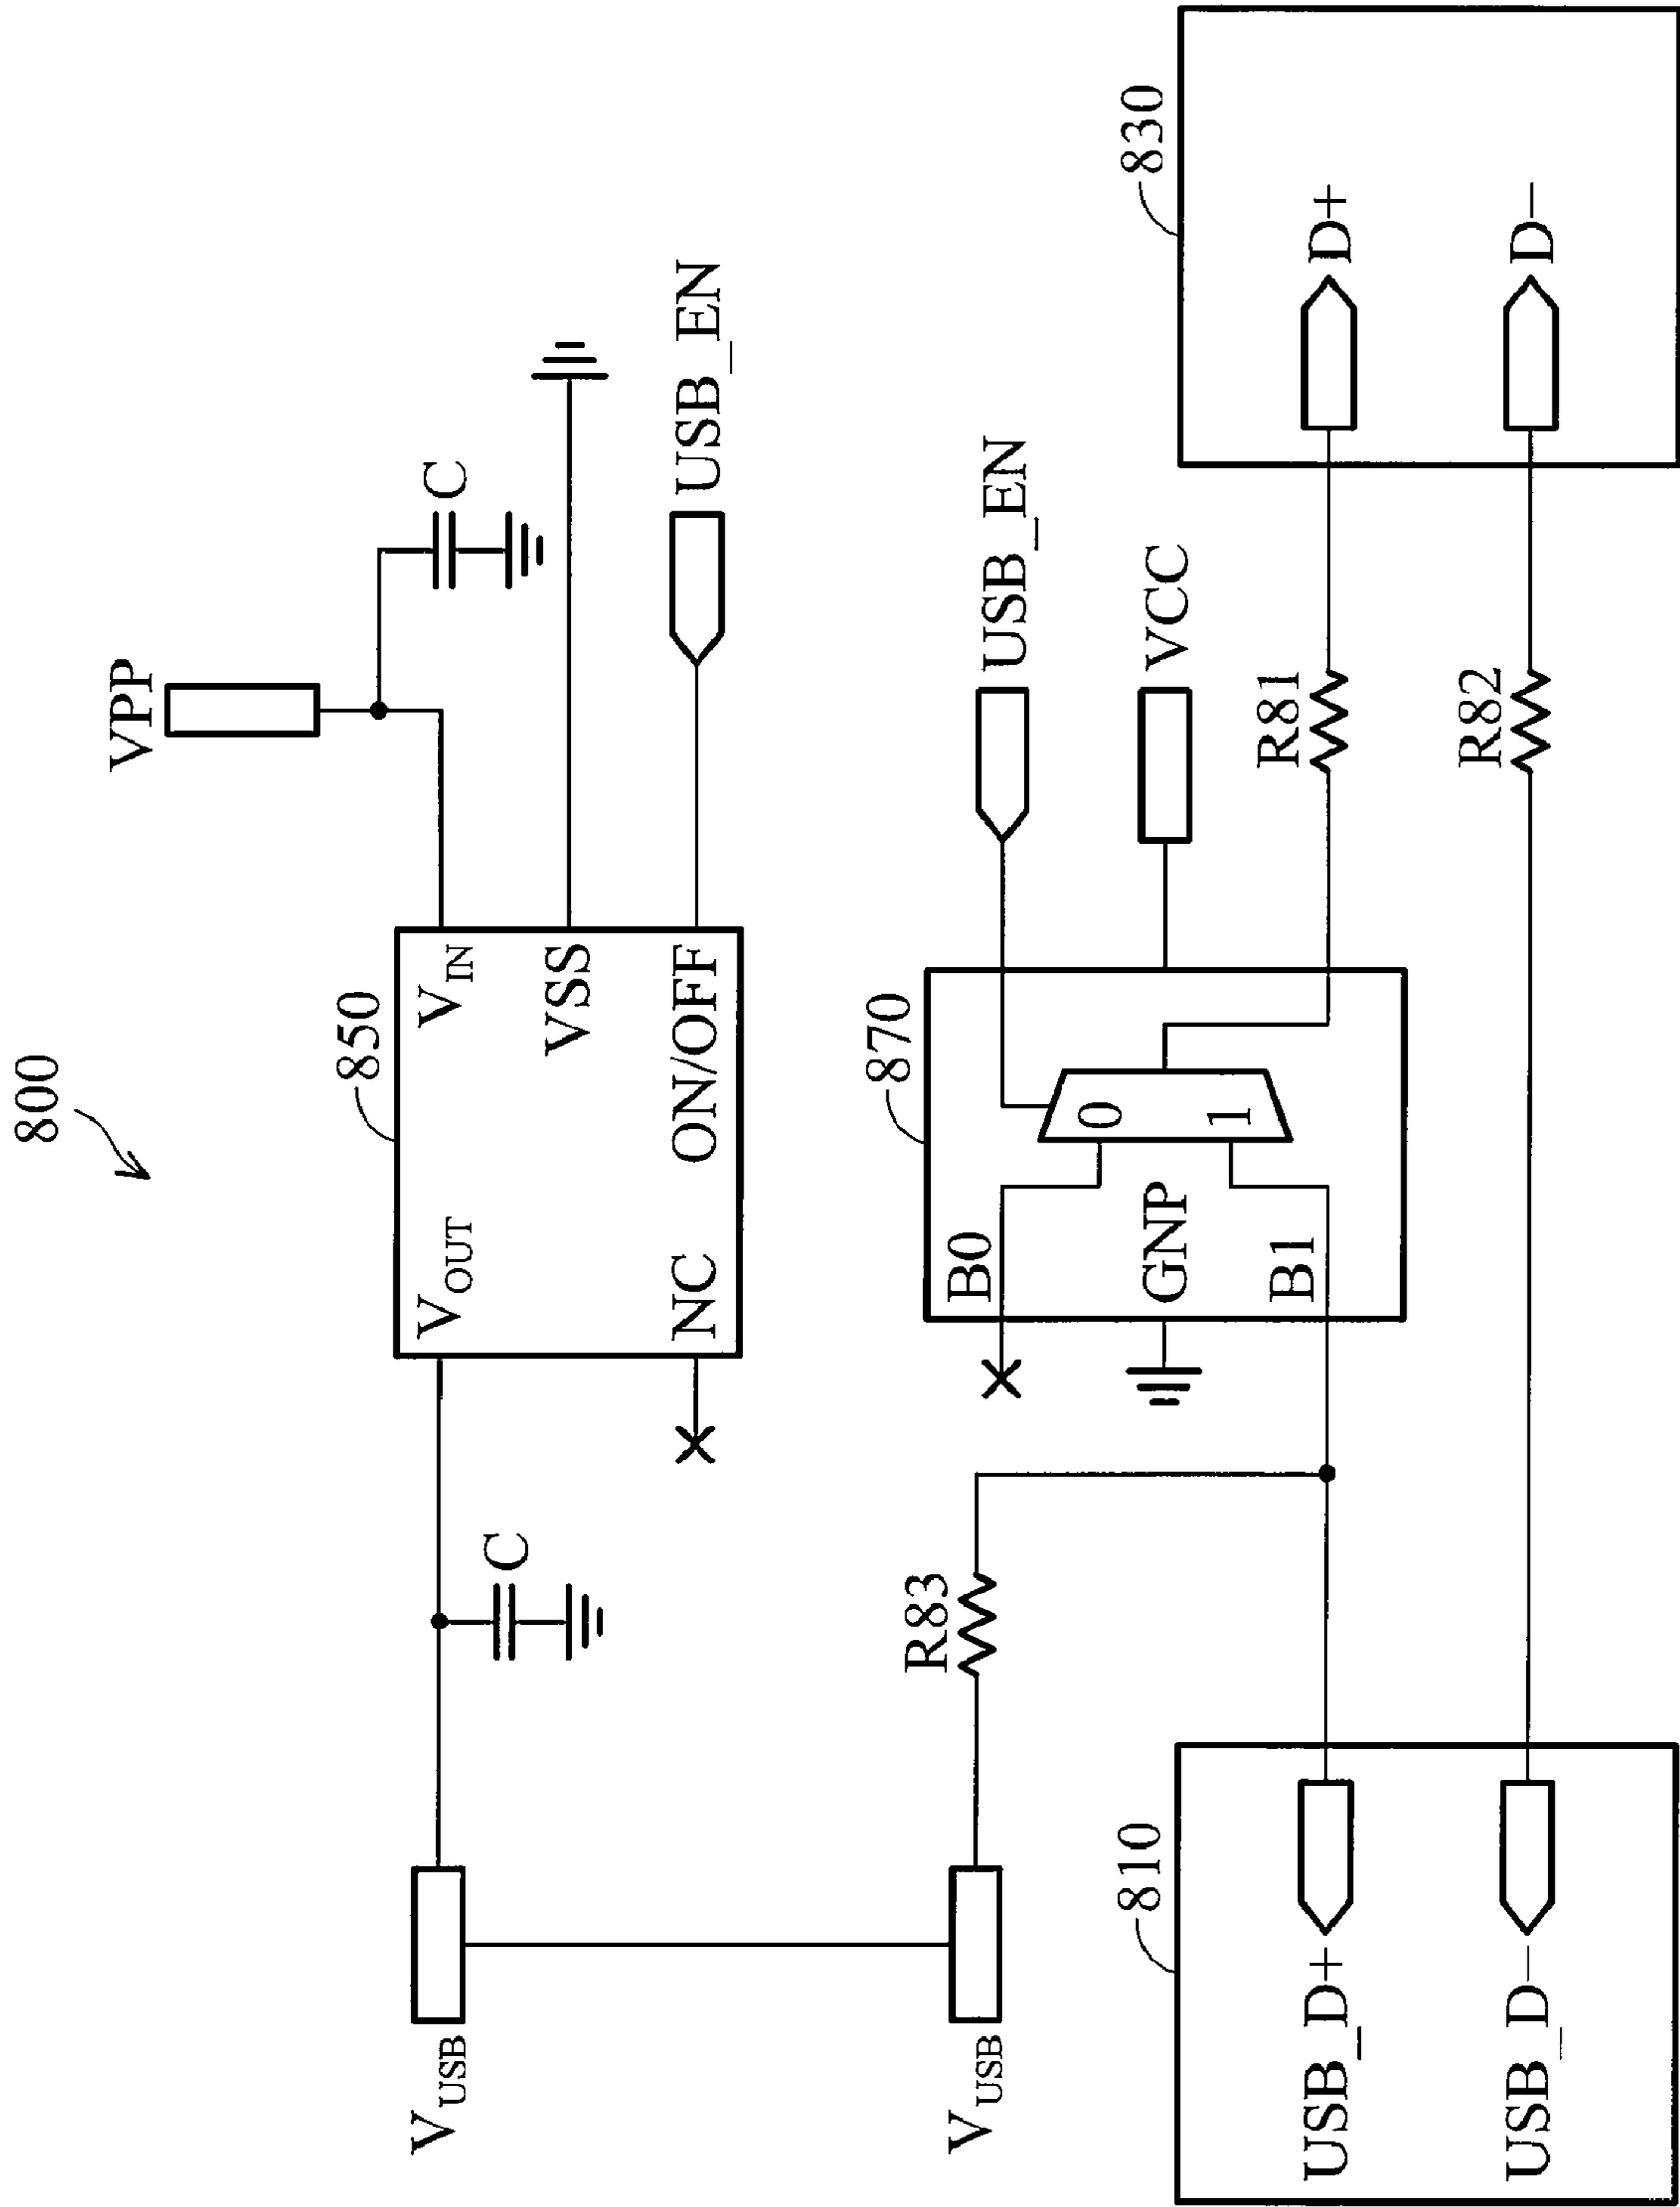 800
VPP
C
850
V_OUT
V_IN
VSS
NC
ON/OFF
USB_EN
C
V_USB
870
USB_EN
B0
0
GNP
VCC
B1
1
R83
V_USB
R81
R82
810
USB_D+
USB_D−
830
D+
D−